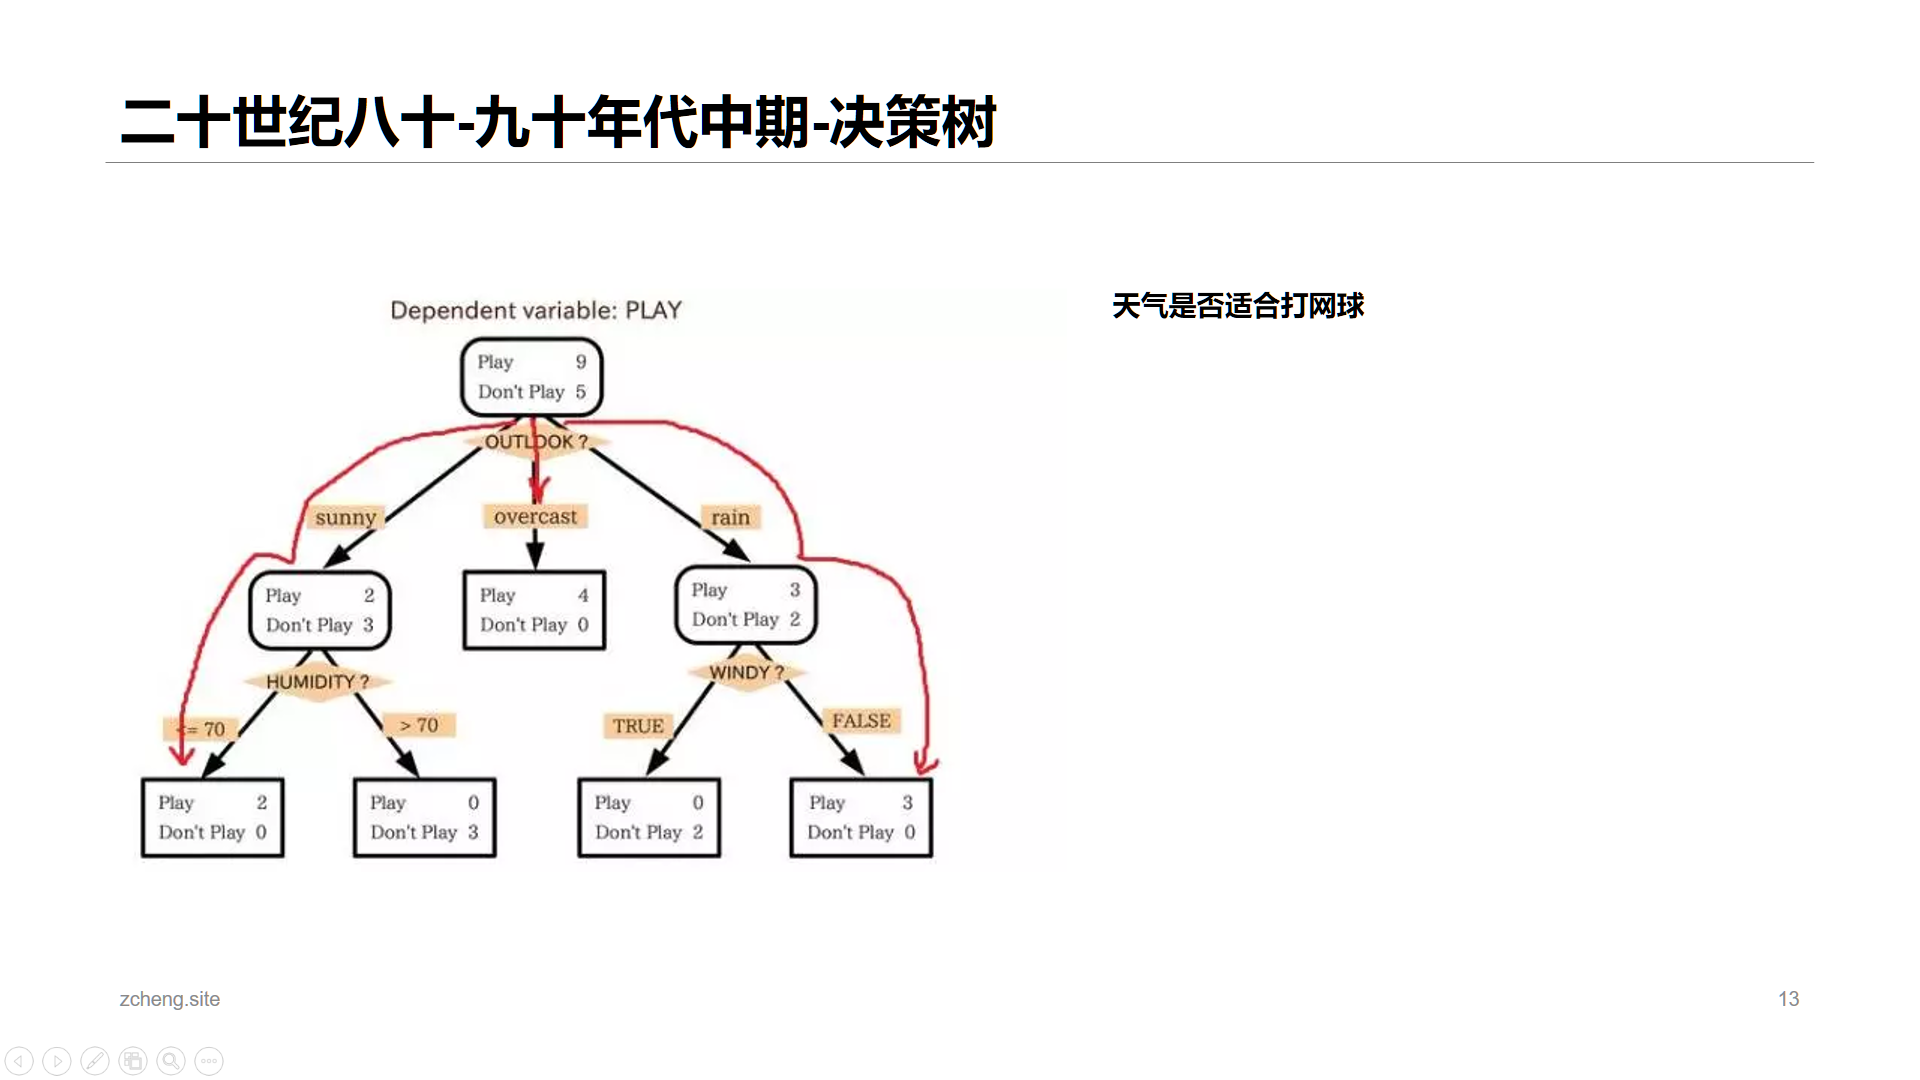 二十世纪八十-九十年代中期-决策树
Dependent variable: PLAY
天气是否适合打网球
Play 9
Don't Play 5
OUTLOOK ?
sunny
overcast
rain
Play 2
Don't Play 3
Play 4
Don't Play 0
Play 3
Don't Play 2
HUMIDITY ?
WINDY ?
<= 70
> 70
TRUE
FALSE
Play 2
Don't Play 0
Play 0
Don't Play 3
Play 0
Don't Play 2
Play 3
Don't Play 0
zcheng.site
13